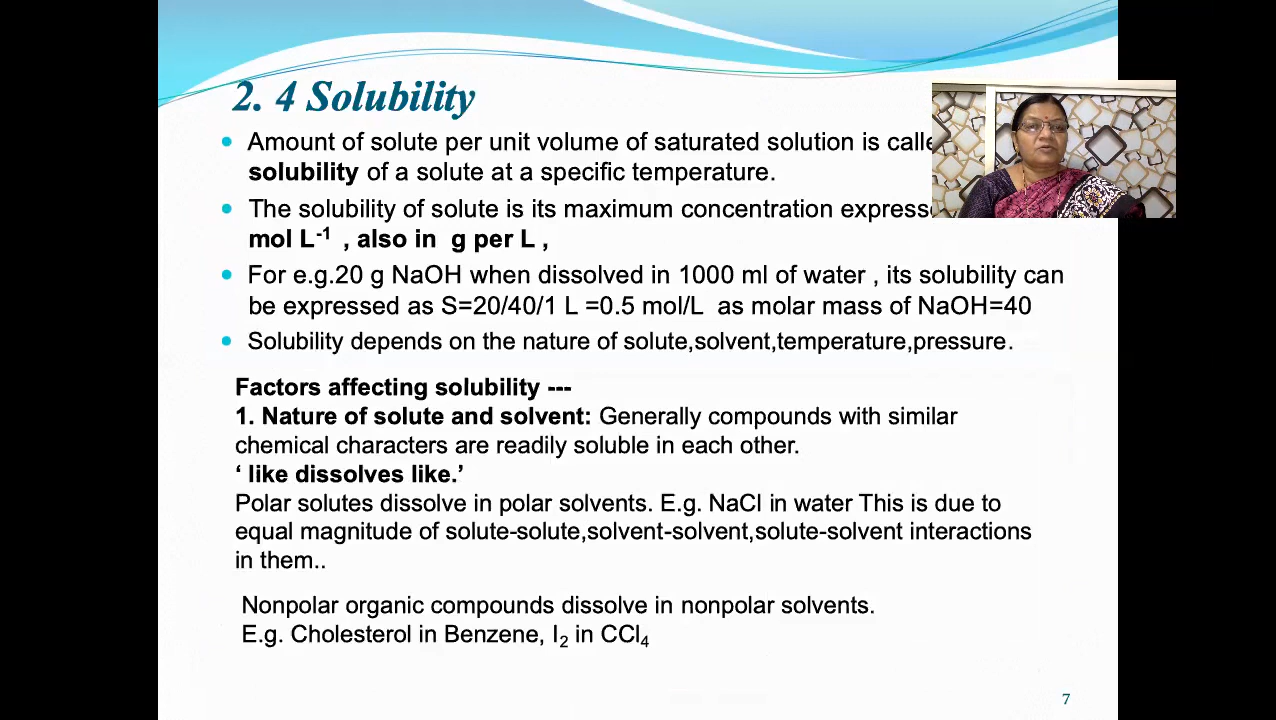 2. 4 Solubility
Amount of solute per unit volume of saturated solution is
solubility of a solute at a specific temperature.
The solubility of solute is its maximum concentration
mol L-1 , also in g per L ,
For e.g.20 g NaOH when dissolved in 1000 ml of water , its solubility can
be expressed as S=20/40/1 L =0.5 mol/L as molar mass of NaOH=40
Solubility depends on the nature of solute,solvent,temperature,pressure.
Factors affecting solubility ---
1. Nature of solute and solvent: Generally compounds with similar
chemical characters are readily soluble in each other.
‘ like dissolves like.’
Polar solutes dissolve in polar solvents. E.g. NaCl in water This is due to
equal magnitude of solute-solute,solvent-solvent,solute-solvent interactions
in them..
Nonpolar organic compounds dissolve in nonpolar solvents.
E.g. Cholesterol in Benzene, I2 in CCl4
7